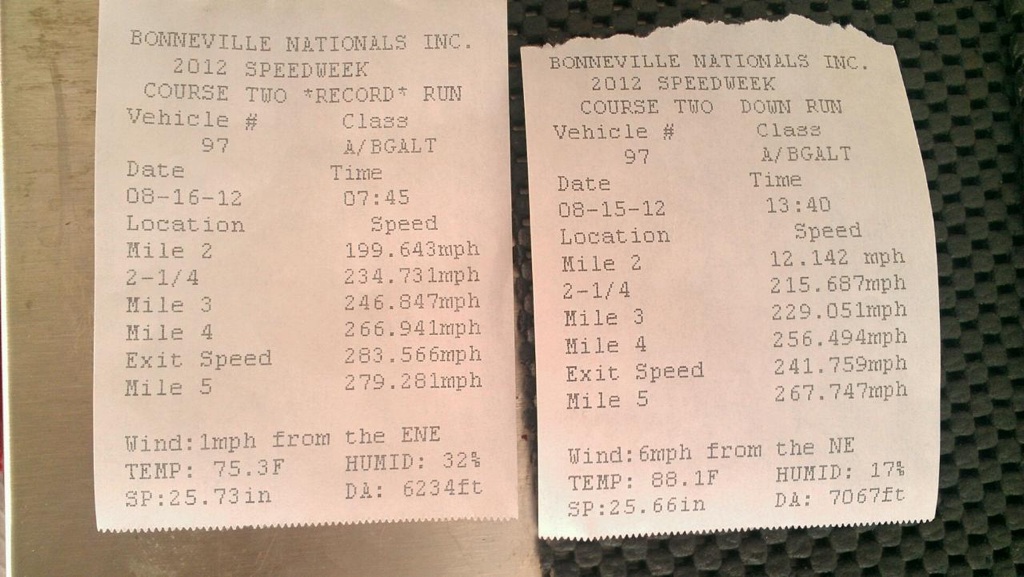 BONNEVILLE NATIONALS INC.
2012 SPEEDWEEK
COURSE TWO *RECORD* RUN
Vehicle # Class
97 A/BGALT
Date Time
08-16-12 07:45
Location Speed
Mile 2 199.643mph
2-1/4 234.731mph
Mile 3 246.847mph
Mile 4 266.941mph
Exit Speed 283.566mph
Mile 5 279.281mph
Wind:1mph from the ENE
TEMP: 75.3F HUMID: 32%
SP:25.73in DA: 6234ft
BONNEVILLE NATIONALS INC.
2012 SPEEDWEEK
COURSE TWO DOWN RUN
Vehicle # Class
97 A/BGALT
Date Time
08-15-12 13:40
Location Speed
Mile 2 12.142 mph
2-1/4 215.687mph
Mile 3 229.051mph
Mile 4 256.494mph
Exit Speed 241.759mph
Mile 5 267.747mph
Wind:6mph from the NE
TEMP: 88.1F HUMID: 17%
SP:25.66in DA: 7067ft